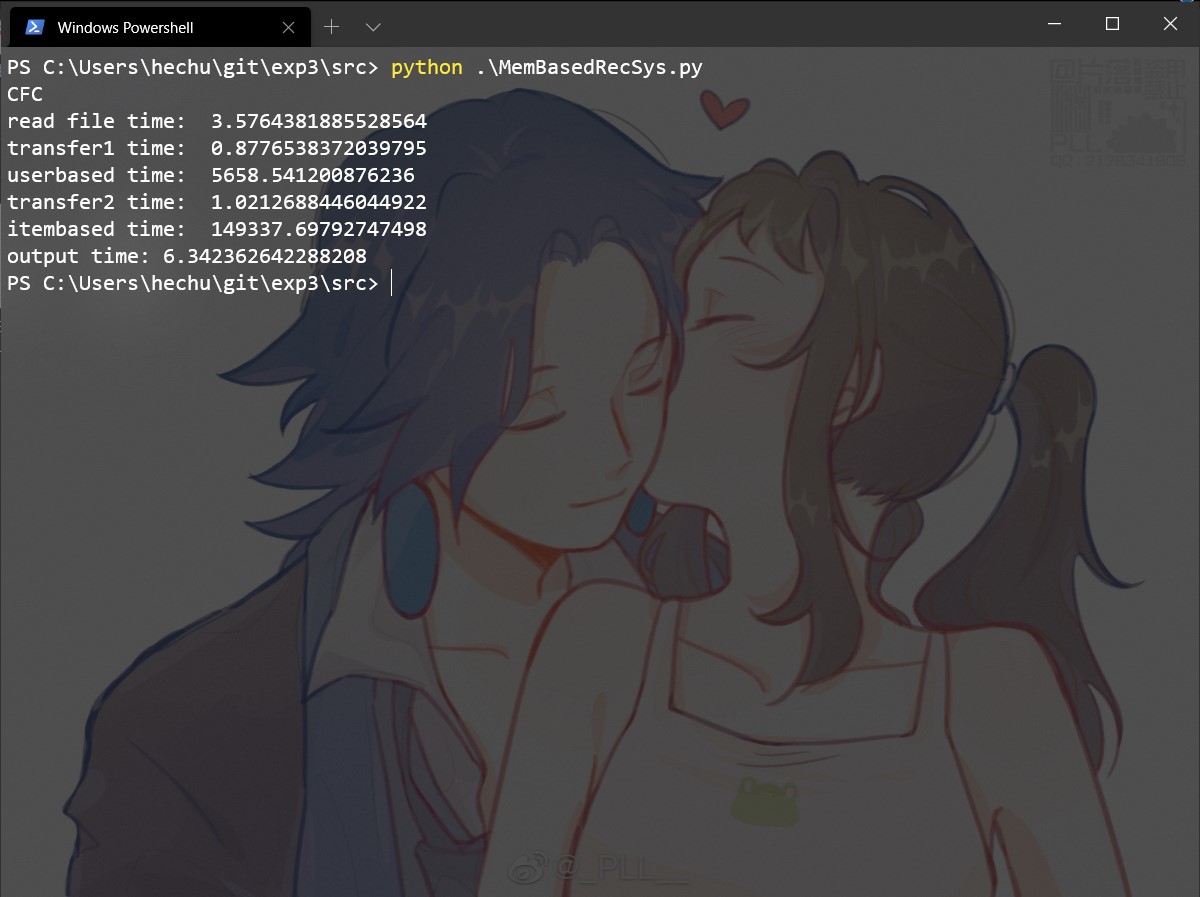 Windows Powershell
PS C:\Users\hechu\git\exp3\src> python .\MemBasedRecSys.py
CFC
read file time:  3.5764381885528564
transfer1 time:  0.8776538372039795
userbased time:  5658.541200876236
transfer2 time:  1.0212688446044922
itembased time:  149337.69792747498
output time: 6.342362642288208
PS C:\Users\hechu\git\exp3\src>
@_PLL__